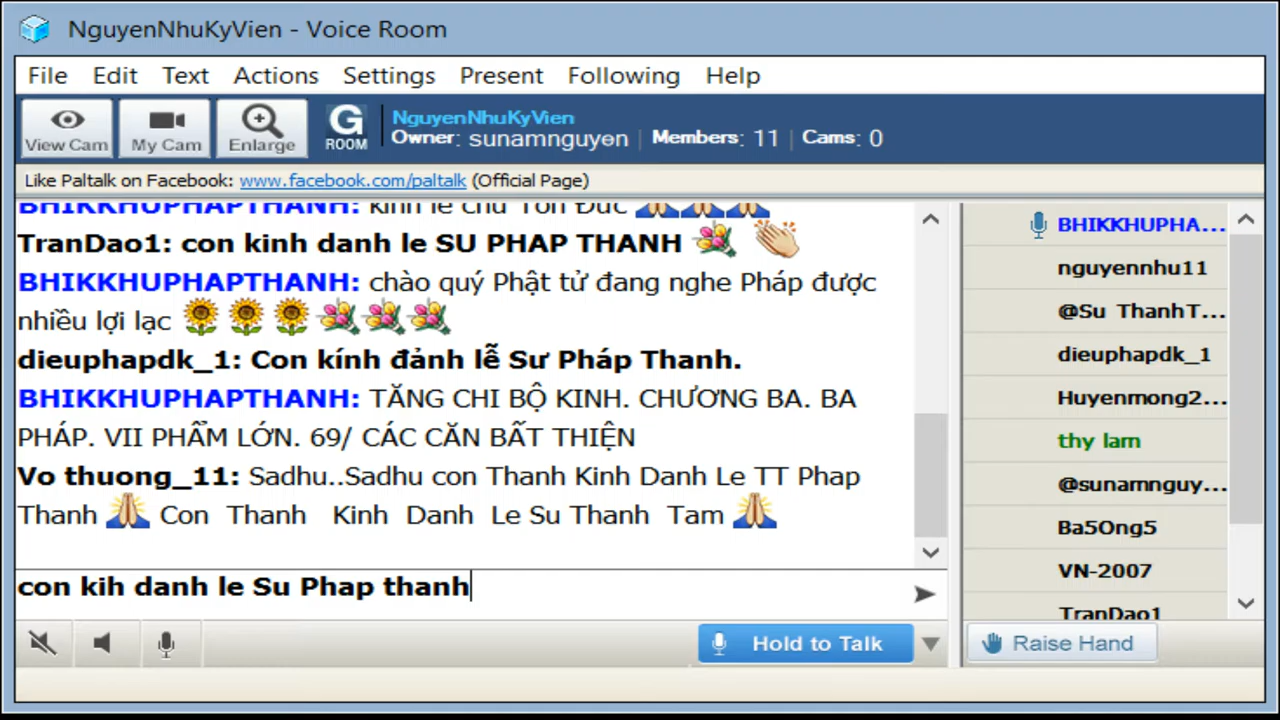 NguyenNhuKyVien - Voice Room
File Edit Text Actions Settings Present Following Help
View Cam My Cam Enlarge G ROOM
NguyenNhuKyVien
Owner: sunamnguyen | Members: 11 | Cams: 0
Like Paltalk on Facebook: www.facebook.com/paltalk (Official Page)
BHIKKHUPHAPTHANH: kính lễ chư Tôn Đức
TranDao1: con kinh danh le SU PHAP THANH
BHIKKHUPHAPTHANH: chào quý Phật tử đang nghe Pháp được
nhiều lợi lạc
dieuphapdk_1: Con kính đảnh lễ Sư Pháp Thanh.
BHIKKHUPHAPTHANH: TĂNG CHI BỘ KINH. CHƯƠNG BA. BA
PHÁP. VII PHẨM LỚN. 69/ CÁC CĂN BẤT THIỆN
Vo thuong_11: Sadhu..Sadhu con Thanh Kinh Danh Le TT Phap
Thanh Con Thanh Kinh Danh Le Su Thanh Tam
con kih danh le Su Phap thanh
Hold to Talk
BHIKKHUPHA...
nguyennhu11
@Su ThanhT...
dieuphapdk_1
Huyenmong2...
thy lam
@sunamnguy...
Ba5Ong5
VN-2007
TranDao1
Raise Hand